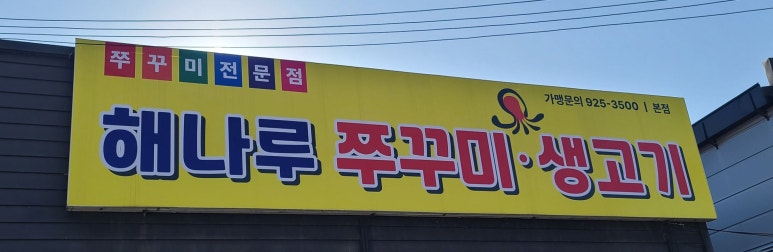 쭈꾸미전문점
가맹문의 925-3500 | 본점
해나루 쭈꾸미·생고기